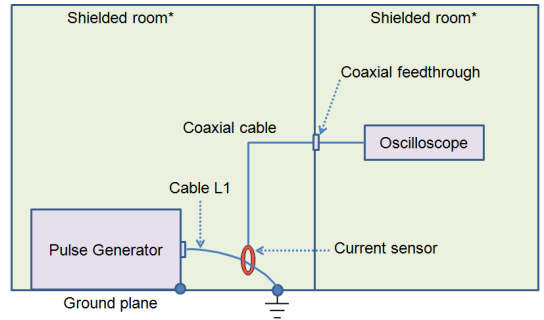 Shielded room*
Shielded room*
Coaxial feedthrough
Coaxial cable
Oscilloscope
Cable L1
Pulse Generator
Current sensor
Ground plane